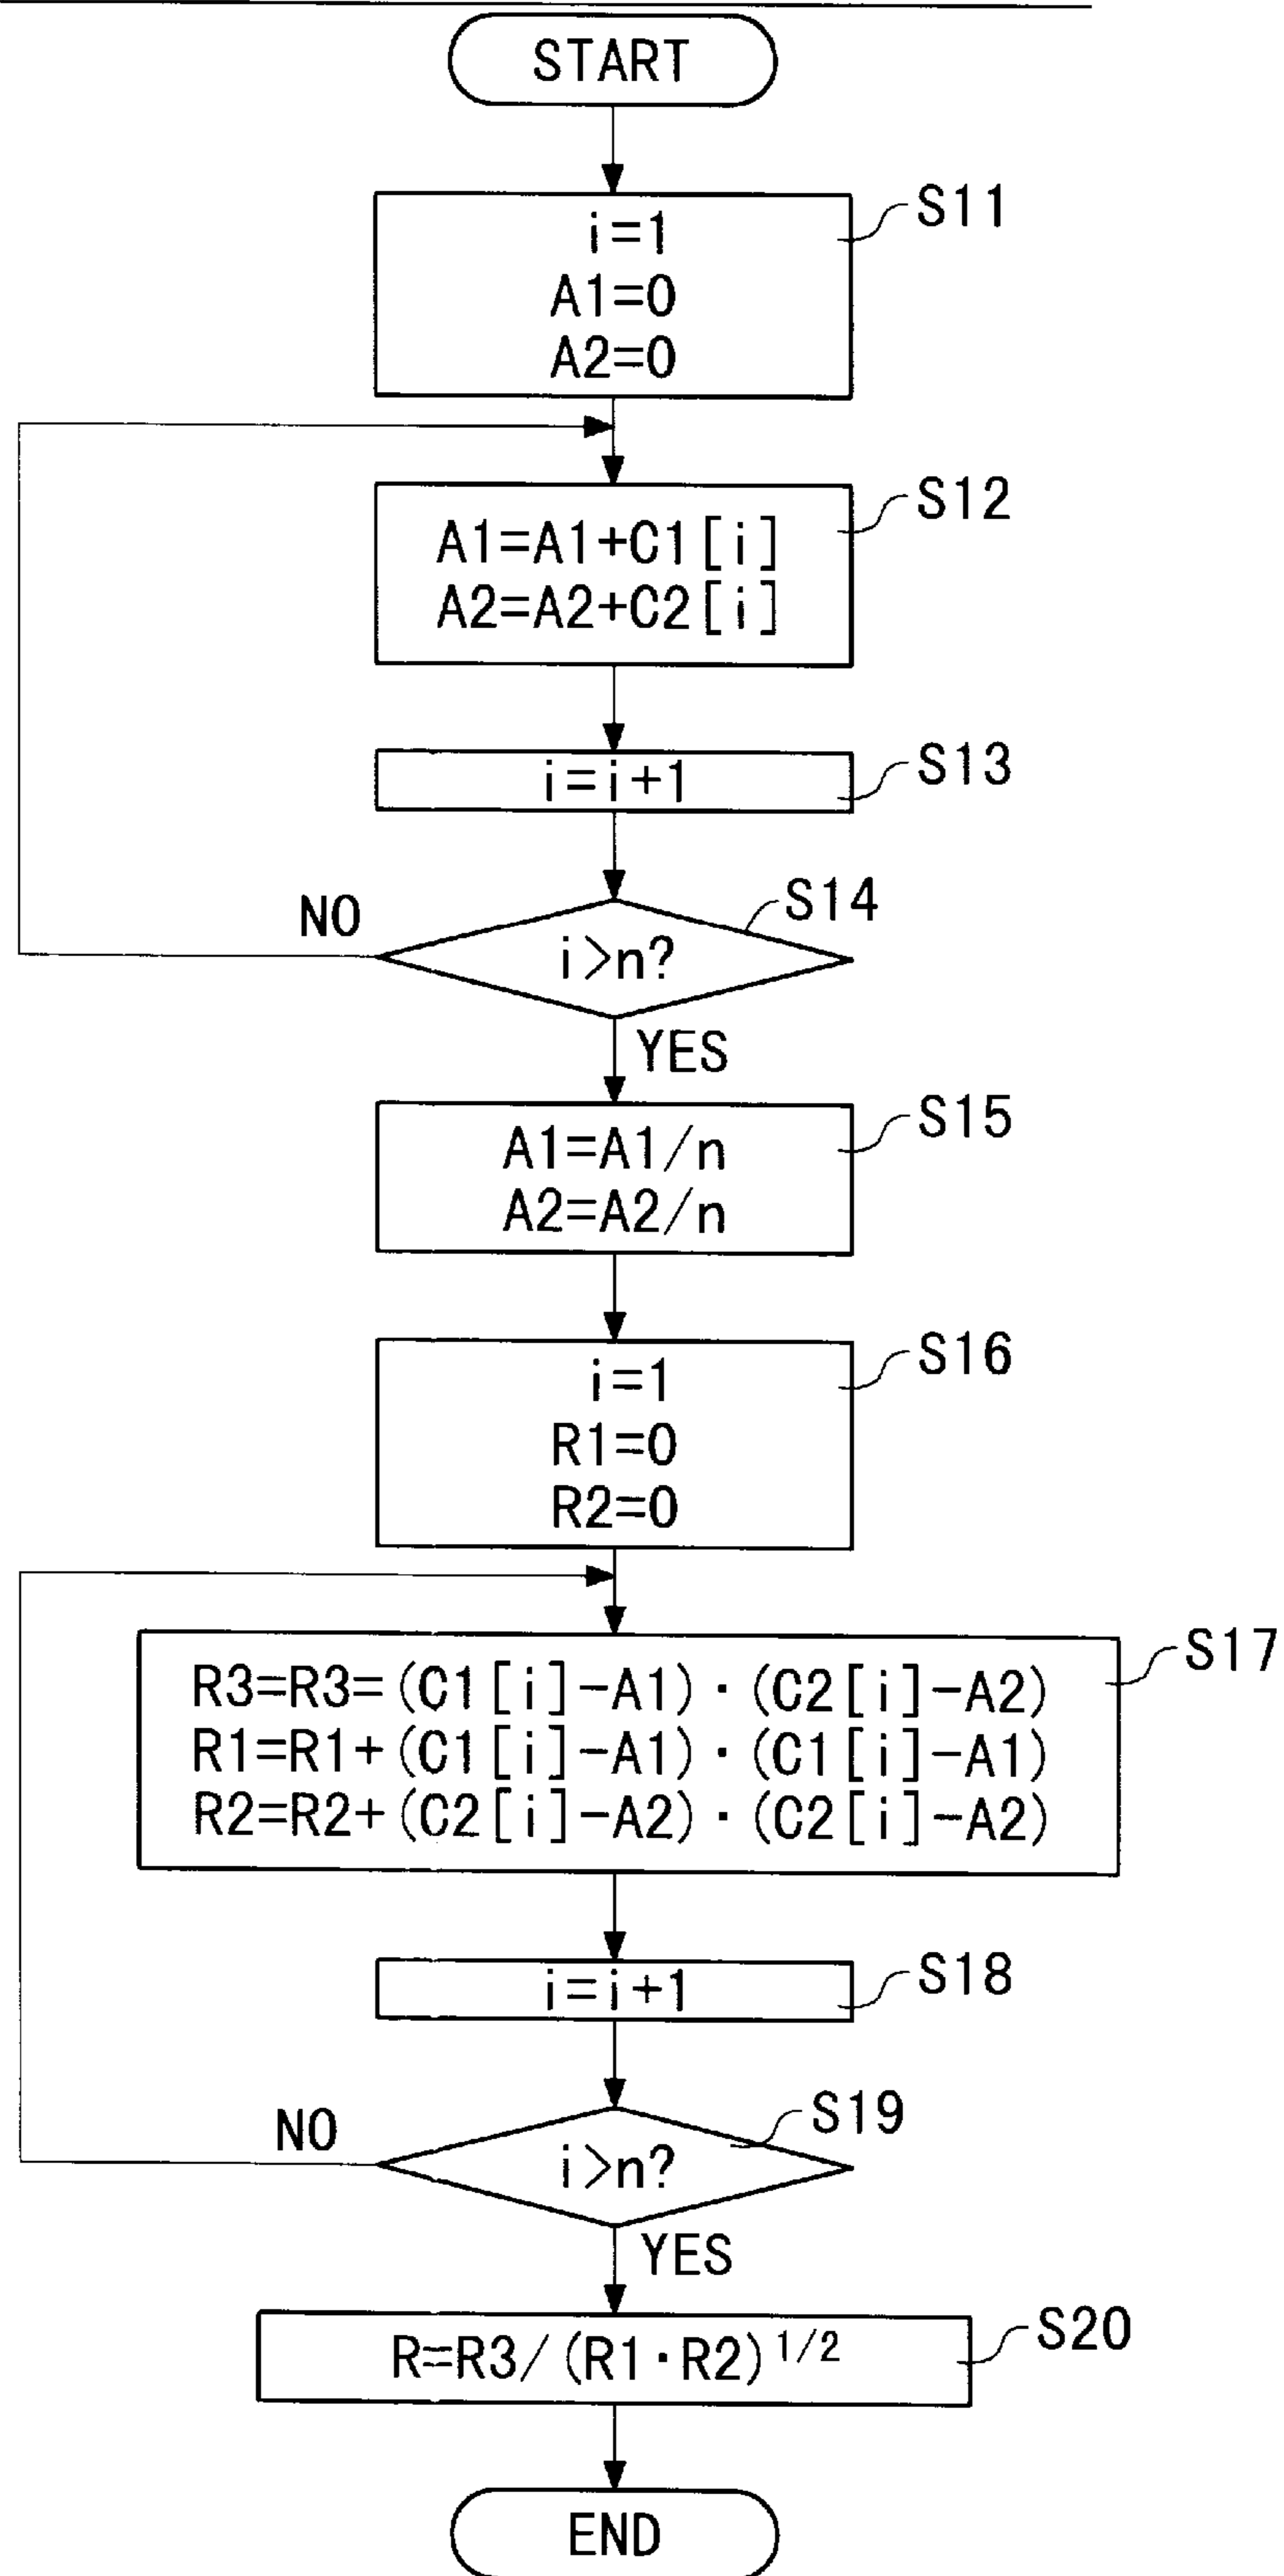 START
S11
i=1
A1=0
A2=0
S12
A1=A1+C1[i]
A2=A2+C2[i]
S13
i=i+1
S14
NO
i>n?
YES
S15
A1=A1/n
A2=A2/n
S16
i=1
R1=0
R2=0
S17
R3=R3=(C1[i]-A1)·(C2[i]-A2)
R1=R1+(C1[i]-A1)·(C1[i]-A1)
R2=R2+(C2[i]-A2)·(C2[i]-A2)
S18
i=i+1
S19
NO
i>n?
YES
S20
R=R3/(R1·R2)^1/2
END